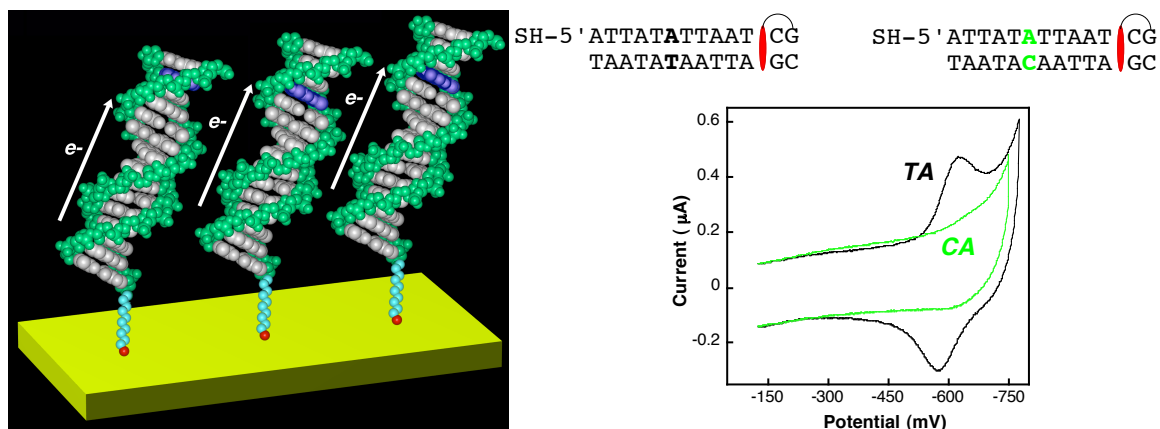 SH-5'ATTATATTAAT CG
TAATATAATTA GC
SH-5'ATTATATTAAT CG
TAATACAATTA GC
e-
e-
e-
0.6
0.4
0.2
0
-0.2
Current (μA)
TA
CA
-150 -300 -450 -600 -750
Potential (mV)